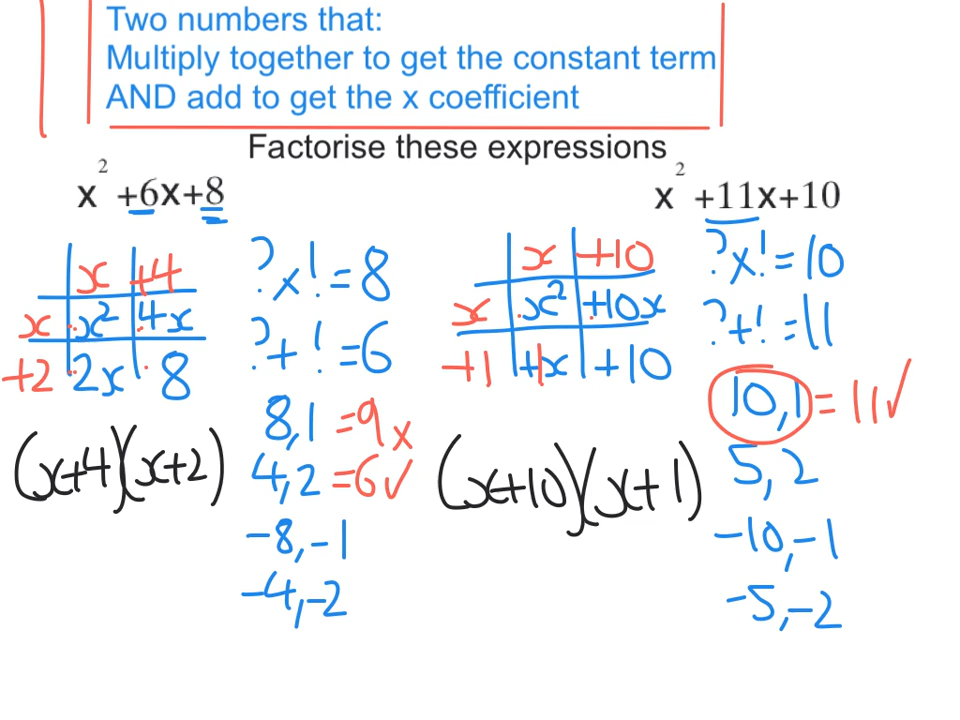 Two numbers that:
Multiply together to get the constant term
AND add to get the x coefficient
Factorise these expressions
x² +6x+8
x +4
x x² 4x
+2 2x 8
(x+4)(x+2)
?x!=8
?+!=6
8,1 =9 x
4,2 =6✓
-8,-1
-4,-2
x² +11x+10
x +10
x x² +10x
+1 +1x +10
(x+10)(x+1)
?x!=10
?+!=11
10,1 =11✓
5,2
-10,-1
-5,-2